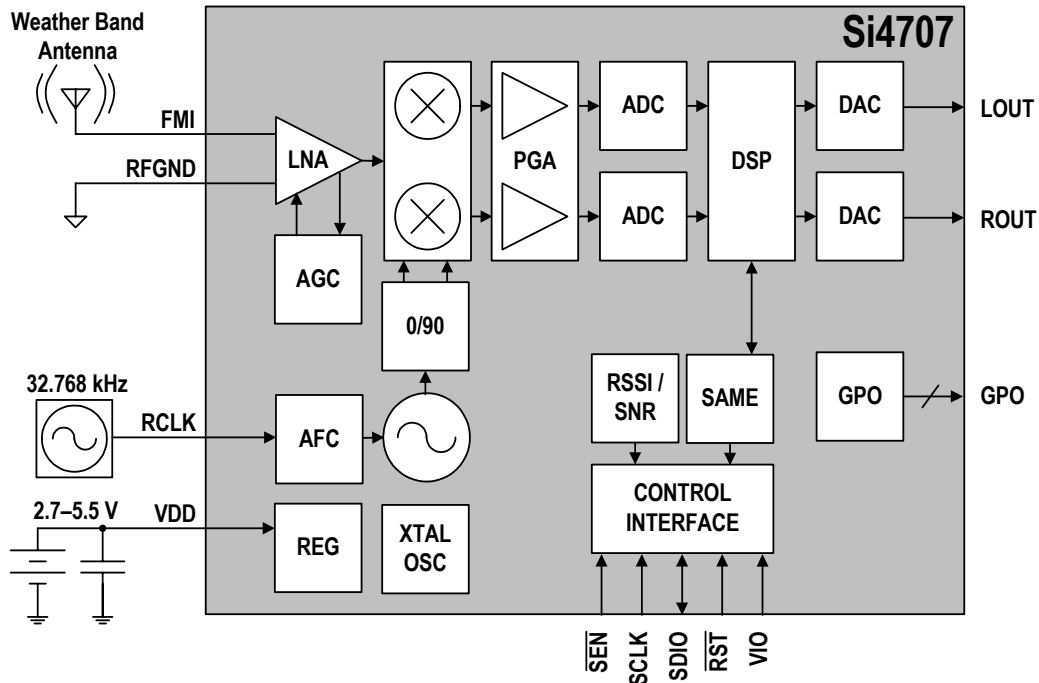 Si4707
Weather Band
Antenna
FMI
RFGND
LNA
AGC
0/90
PGA
ADC
ADC
DSP
DAC
DAC
LOUT
ROUT
32.768 kHz
RCLK
AFC
RSSI /
SNR
SAME
GPO
GPO
2.7–5.5 V
VDD
REG
XTAL
OSC
CONTROL
INTERFACE
SEN
SCLK
SDIO
RST
VIO